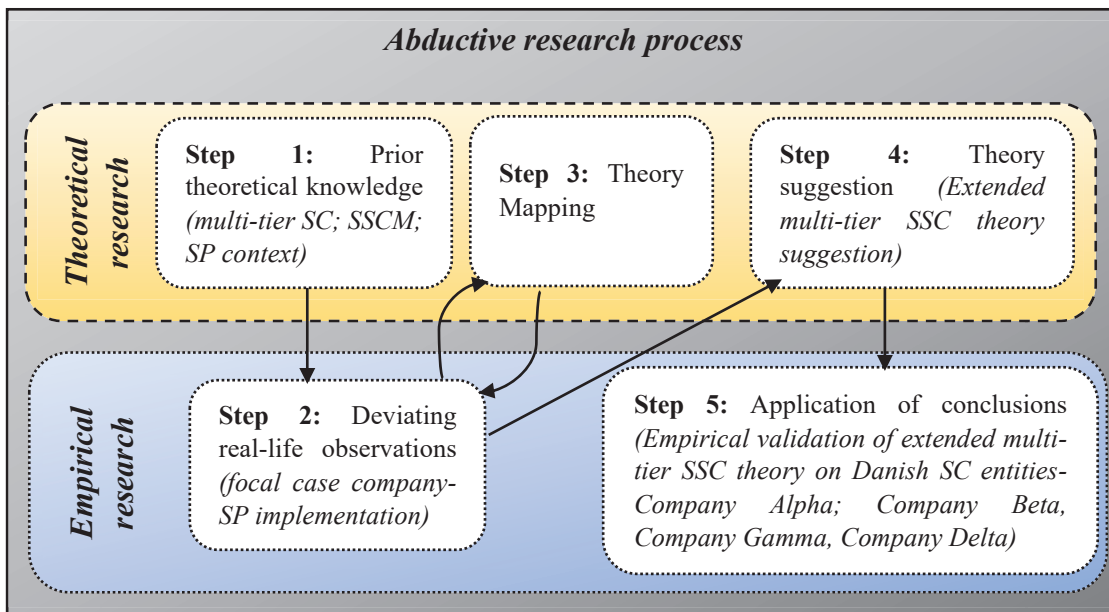 Abductive research process
Theoretical
research
Step 1: Prior
theoretical knowledge
(multi-tier SC; SSCM;
SP context)
Step 3: Theory
Mapping
Step 4: Theory
suggestion (Extended
multi-tier SSC theory
suggestion)
Empirical
research
Step 2: Deviating
real-life observations
(focal case company-
SP implementation)
Step 5: Application of conclusions
(Empirical validation of extended multi-
tier SSC theory on Danish SC entities-
Company Alpha; Company Beta,
Company Gamma, Company Delta)